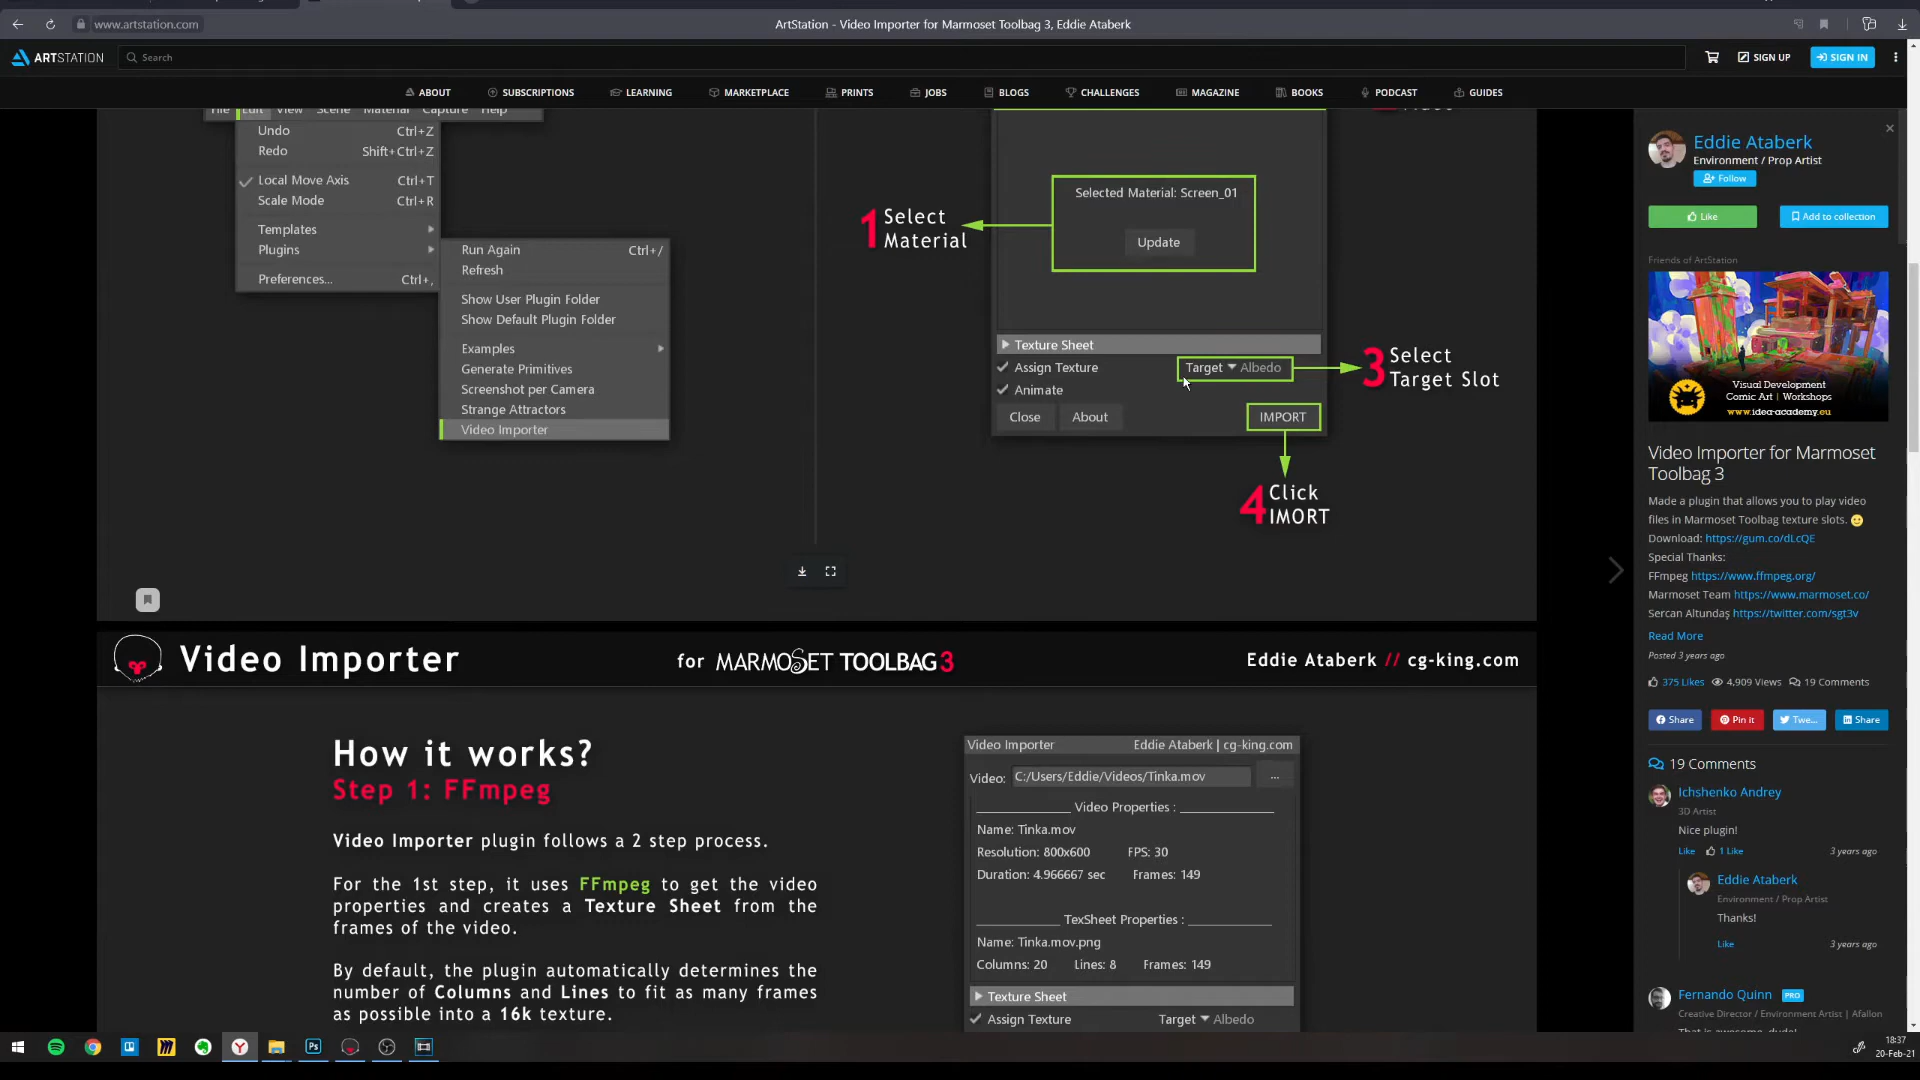 www.artstation.com
ArtStation - Video Importer for Marmoset Toolbag 3, Eddie Ataberk
ARTSTATION
Search
SIGN UP
SIGN IN
ABOUT
SUBSCRIPTIONS
LEARNING
MARKETPLACE
PRINTS
JOBS
BLOGS
CHALLENGES
MAGAZINE
BOOKS
PODCAST
GUIDES
File Edit View Scene Material Capture Help
Undo Ctrl+Z
Redo Shift+Ctrl+Z
Local Move Axis Ctrl+T
Scale Mode Ctrl+R
Templates
Plugins
Preferences... Ctrl+,
Run Again Ctrl+/
Refresh
Show User Plugin Folder
Show Default Plugin Folder
Examples
Generate Primitives
Screenshot per Camera
Strange Attractors
Video Importer
1 Select
Material
Selected Material: Screen_01
Update
Texture Sheet
Assign Texture
Target Albedo
Animate
Close
About
IMPORT
3 Select
Target Slot
4 Click
IMORT
Video Importer
for MARMOSET TOOLBAG 3
Eddie Ataberk // cg-king.com
How it works?
Step 1: FFmpeg
Video Importer plugin follows a 2 step process.
For the 1st step, it uses FFmpeg to get the video
properties and creates a Texture Sheet from the
frames of the video.
By default, the plugin automatically determines the
number of Columns and Lines to fit as many frames
as possible into a 16k texture.
Video Importer Eddie Ataberk | cg-king.com
Video: C:/Users/Eddie/Videos/Tinka.mov ...
Video Properties :
Name: Tinka.mov
Resolution: 800x600 FPS: 30
Duration: 4.966667 sec Frames: 149
TexSheet Properties :
Name: Tinka.mov.png
Columns: 20 Lines: 8 Frames: 149
Texture Sheet
Assign Texture Target Albedo
Eddie Ataberk
Environment / Prop Artist
Follow
Like
Add to collection
Friends of ArtStation
Visual Development
Comic Art | Workshops
www.idea-academy.eu
Video Importer for Marmoset
Toolbag 3
Made a plugin that allows you to play video
files in Marmoset Toolbag texture slots.
Download: https://gum.co/dLcQE
Special Thanks:
FFmpeg https://www.ffmpeg.org/
Marmoset Team https://www.marmoset.co/
Sercan Altundaş https://twitter.com/sgt3v
Read More
Posted 3 years ago
375 Likes 4,909 Views 19 Comments
Share
Pin it
Twe...
Share
19 Comments
Ichshenko Andrey
3D Artist
Nice plugin!
Like 1 Like 3 years ago
Eddie Ataberk
Environment / Prop Artist
Thanks!
Like 3 years ago
Fernando Quinn PRO
Creative Director / Environment Artist | Afallon
That is awesome, dude!
Ps
18:37
20-Feb-21